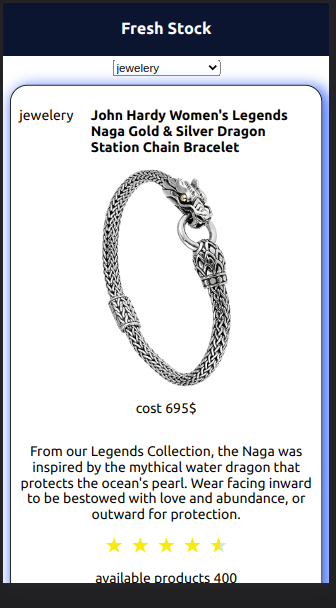 Fresh Stock
jewelery
jewelery
John Hardy Women's Legends
Naga Gold & Silver Dragon
Station Chain Bracelet
cost 695$
From our Legends Collection, the Naga was
inspired by the mythical water dragon that
protects the ocean's pearl. Wear facing inward
to be bestowed with love and abundance, or
outward for protection.
available products 400